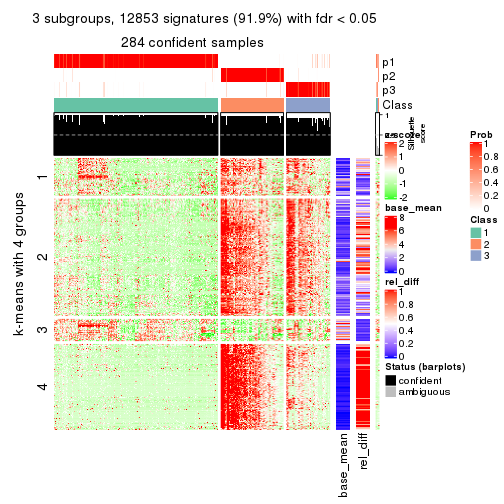 3 subgroups, 12853 signatures (91.9%) with fdr < 0.05
284 confident samples
p1
p2
p3
Class
1
Silhouette
score
k-means with 4 groups
1
2
3
4
base_mean
rel_diff
z-score
2
1
0
-1
-2
base_mean
8
6
4
2
0
rel_diff
1
0.8
0.6
0.4
0.2
0
Status (barplots)
confident
ambiguous
Prob
1
0.8
0.6
0.4
0.2
0
Class
1
2
3